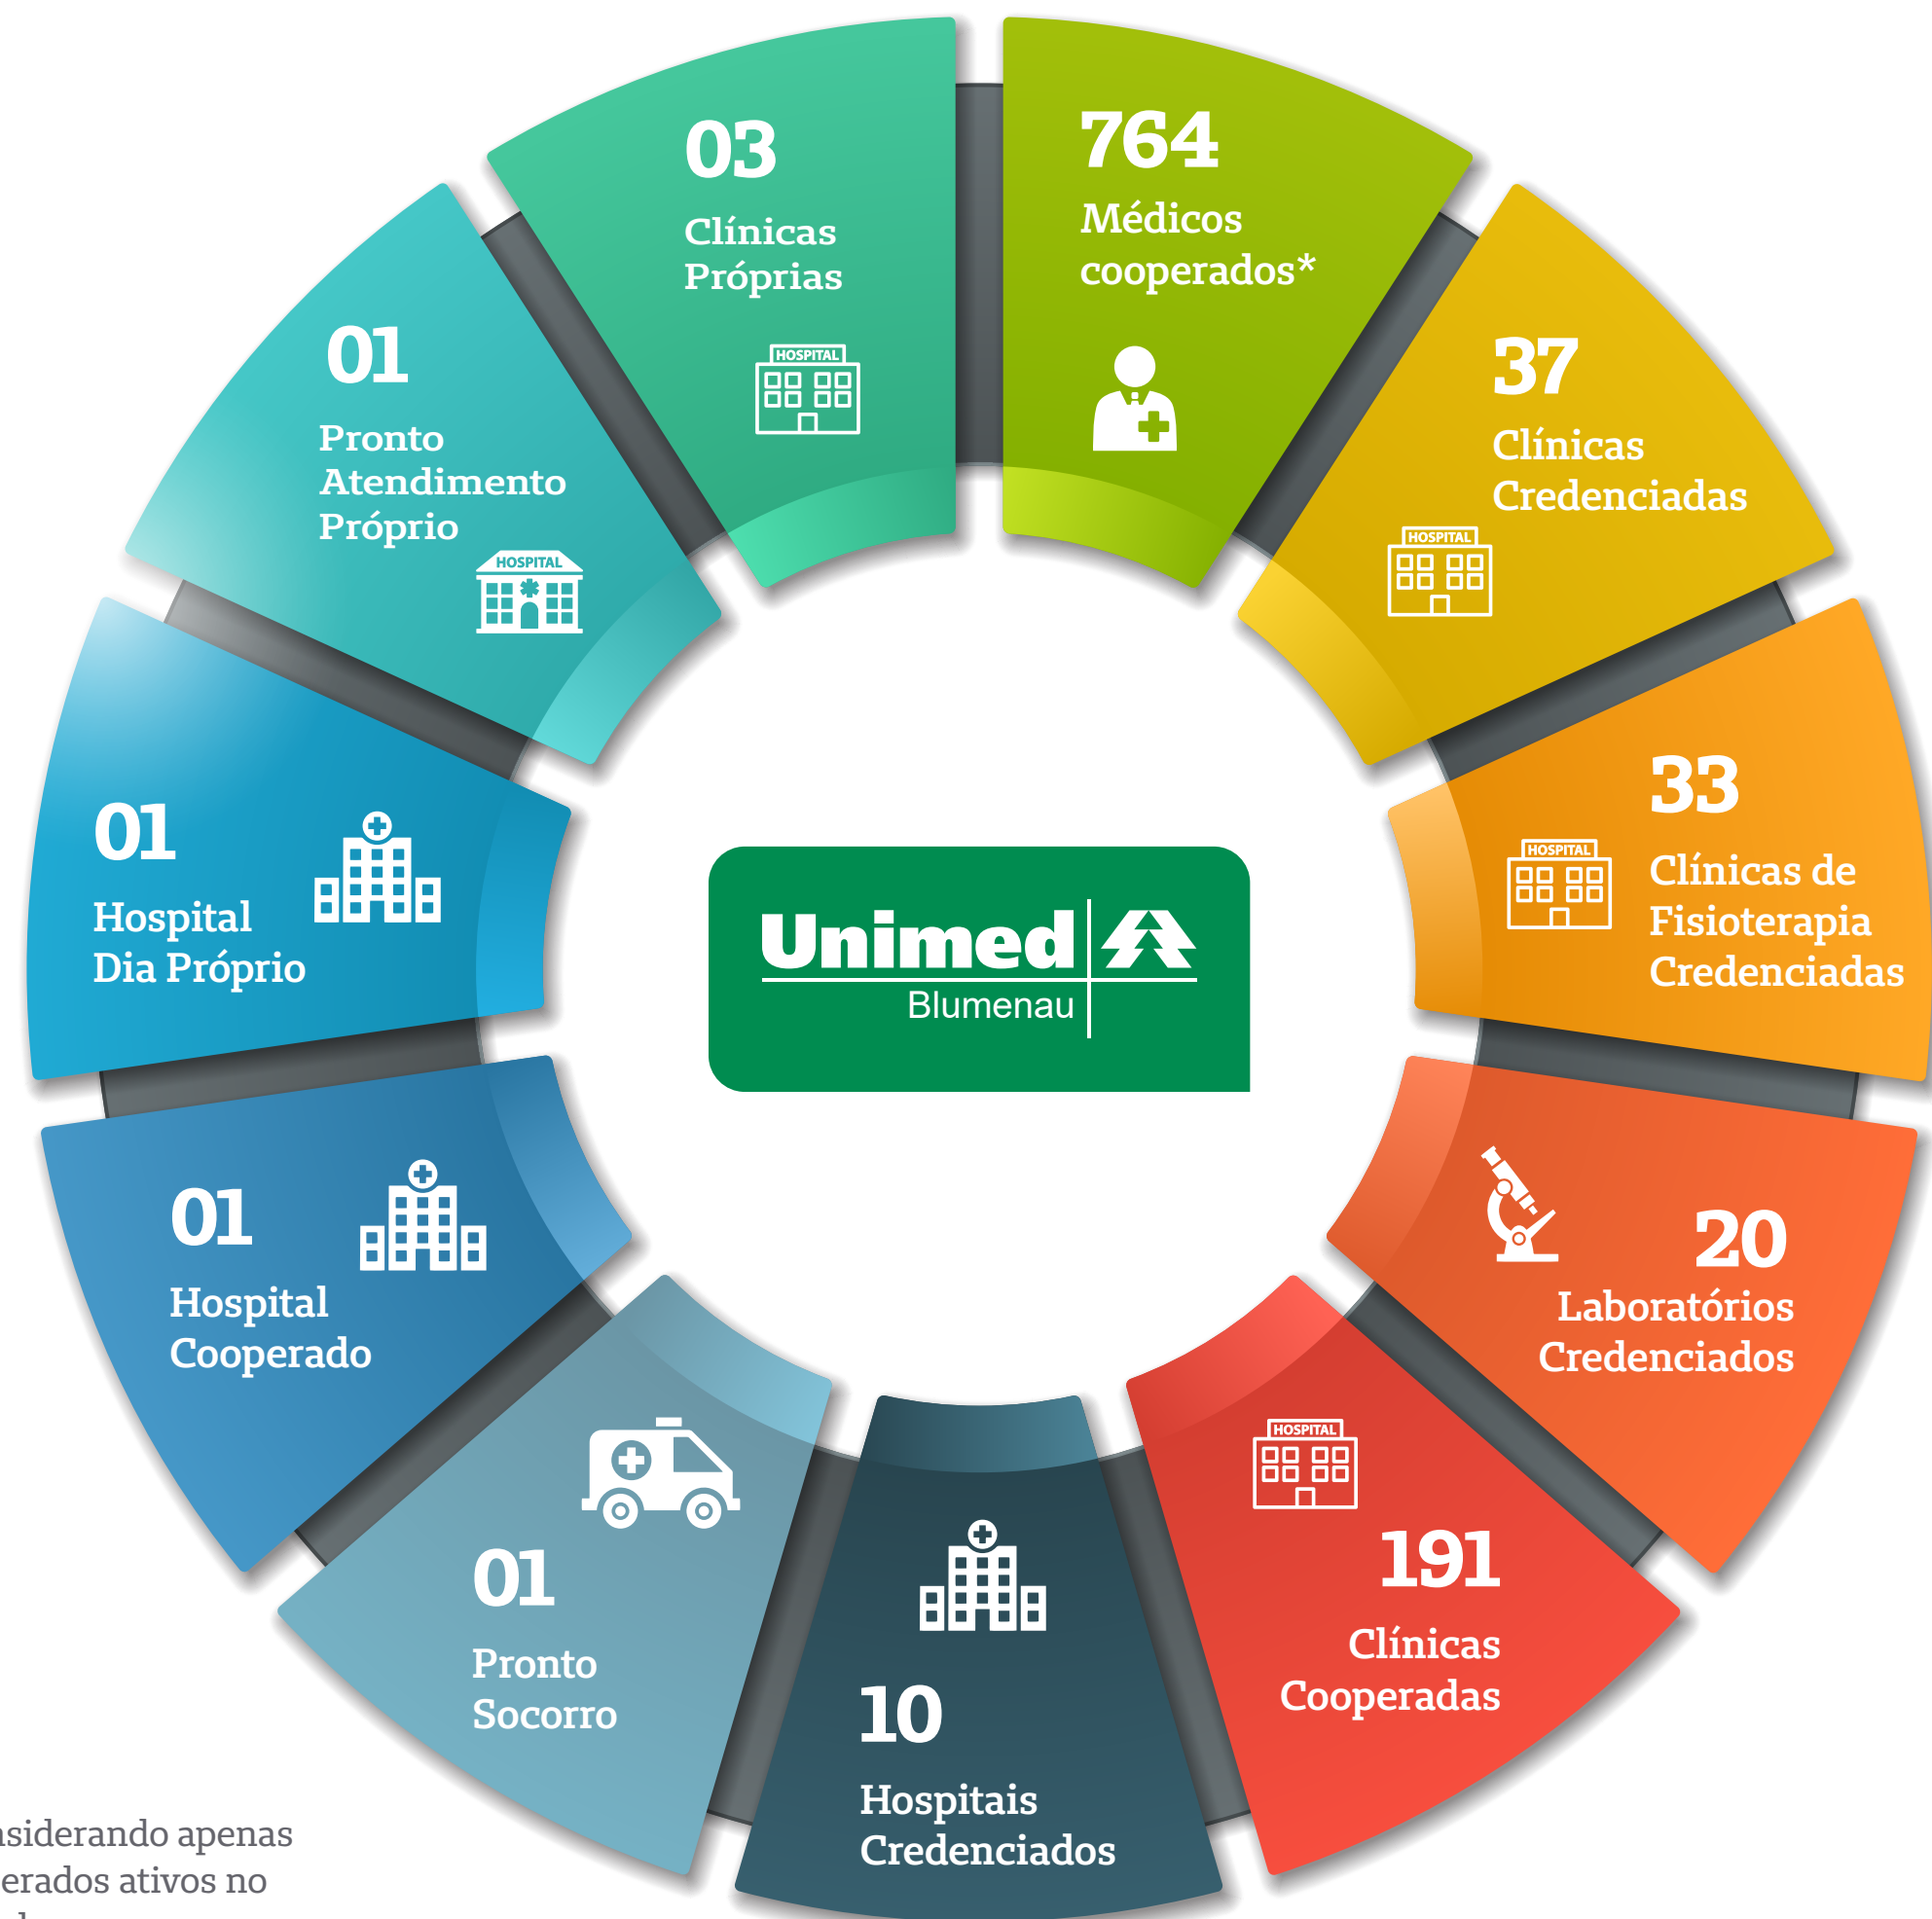 764
Médicos
cooperados*
37
Clínicas
Credenciadas
HOSPITAL
33
Clínicas de
Fisioterapia
Credenciadas
HOSPITAL
20
Laboratórios
Credenciados
HOSPITAL
191
Clínicas
Cooperadas
10
Hospitais
Credenciados
01
Pronto
Socorro
01
Hospital
Cooperado
01
Hospital
Dia Próprio
01
Pronto
Atendimento
Próprio
HOSPITAL
03
Clínicas
Próprias
HOSPITAL
Unimed
Blumenau
nsiderando apenas
erados ativos no